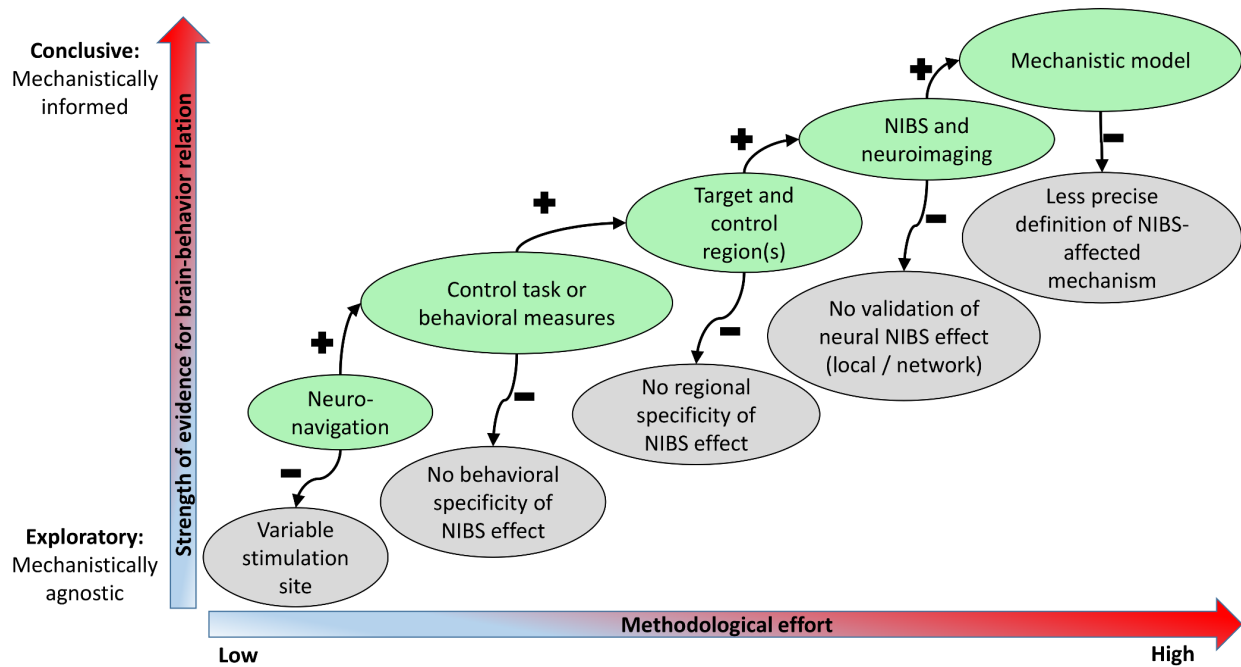 Conclusive:
Mechanistically
informed
Strength of evidence for brain-behavior relation
Exploratory:
Mechanistically
agnostic
Mechanistic model
+
-
NIBS and
neuroimaging
+
-
Less precise
definition of NIBS-
affected
mechanism
Target and
control
region(s)
+
-
No validation of
neural NIBS effect
(local / network)
Control task or
behavioral measures
+
-
No regional
specificity of
NIBS effect
Neuro-
navigation
+
-
No behavioral
specificity of
NIBS effect
Variable
stimulation
site
Methodological effort
Low
High